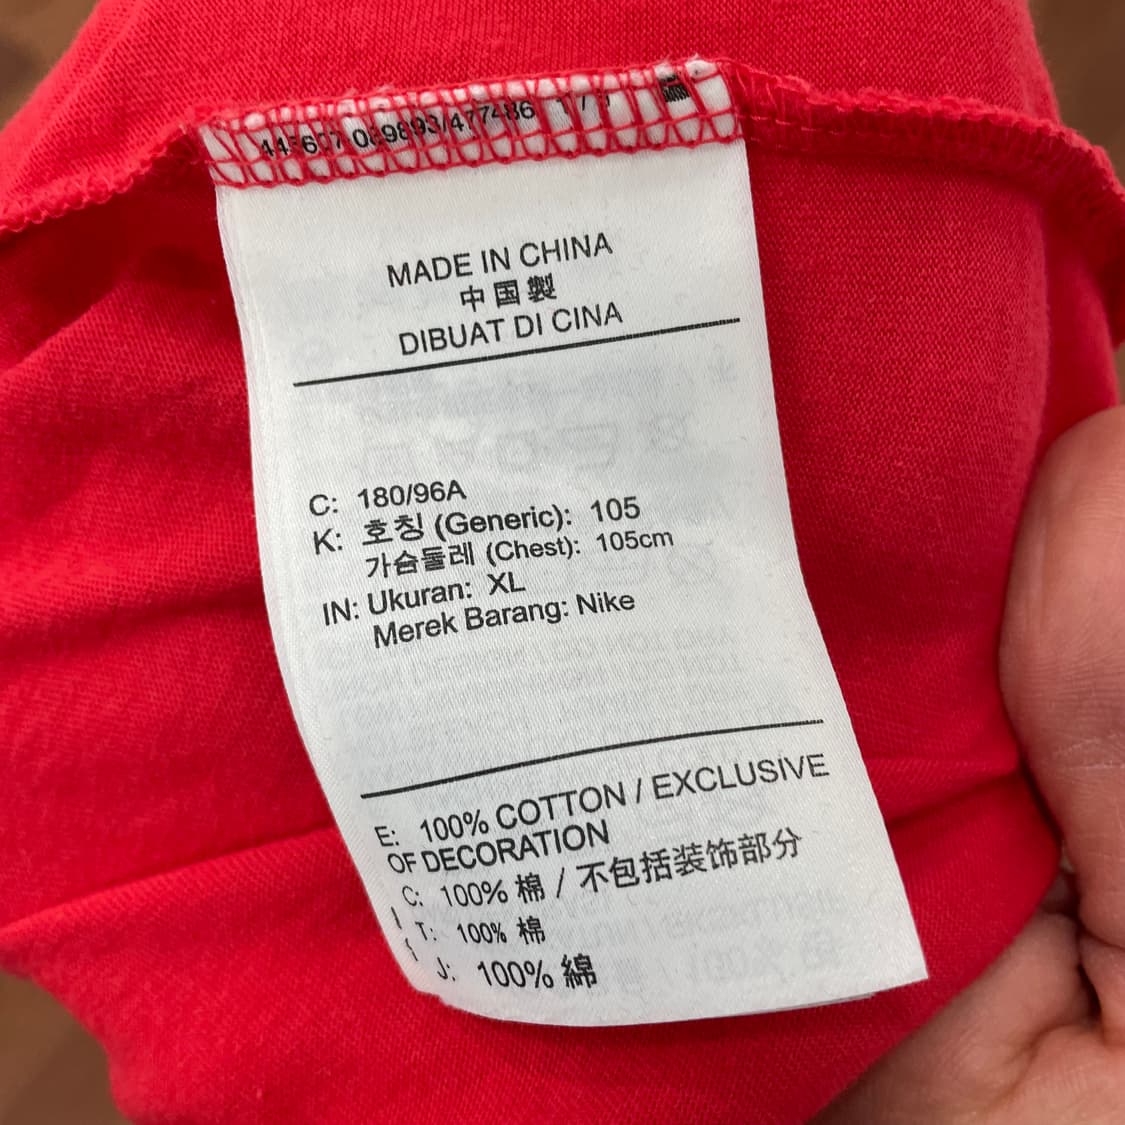 MADE IN CHINA
中国製
DIBUAT DI CINA
C: 180/96A
K: 호칭 (Generic): 105
가슴둘레 (Chest): 105cm
IN: Ukuran: XL
Merek Barang: Nike
E: 100% COTTON / EXCLUSIVE
OF DECORATION
C: 100% 棉 / 不包括装饰部分
T: 100% 棉
J: 100% 綿